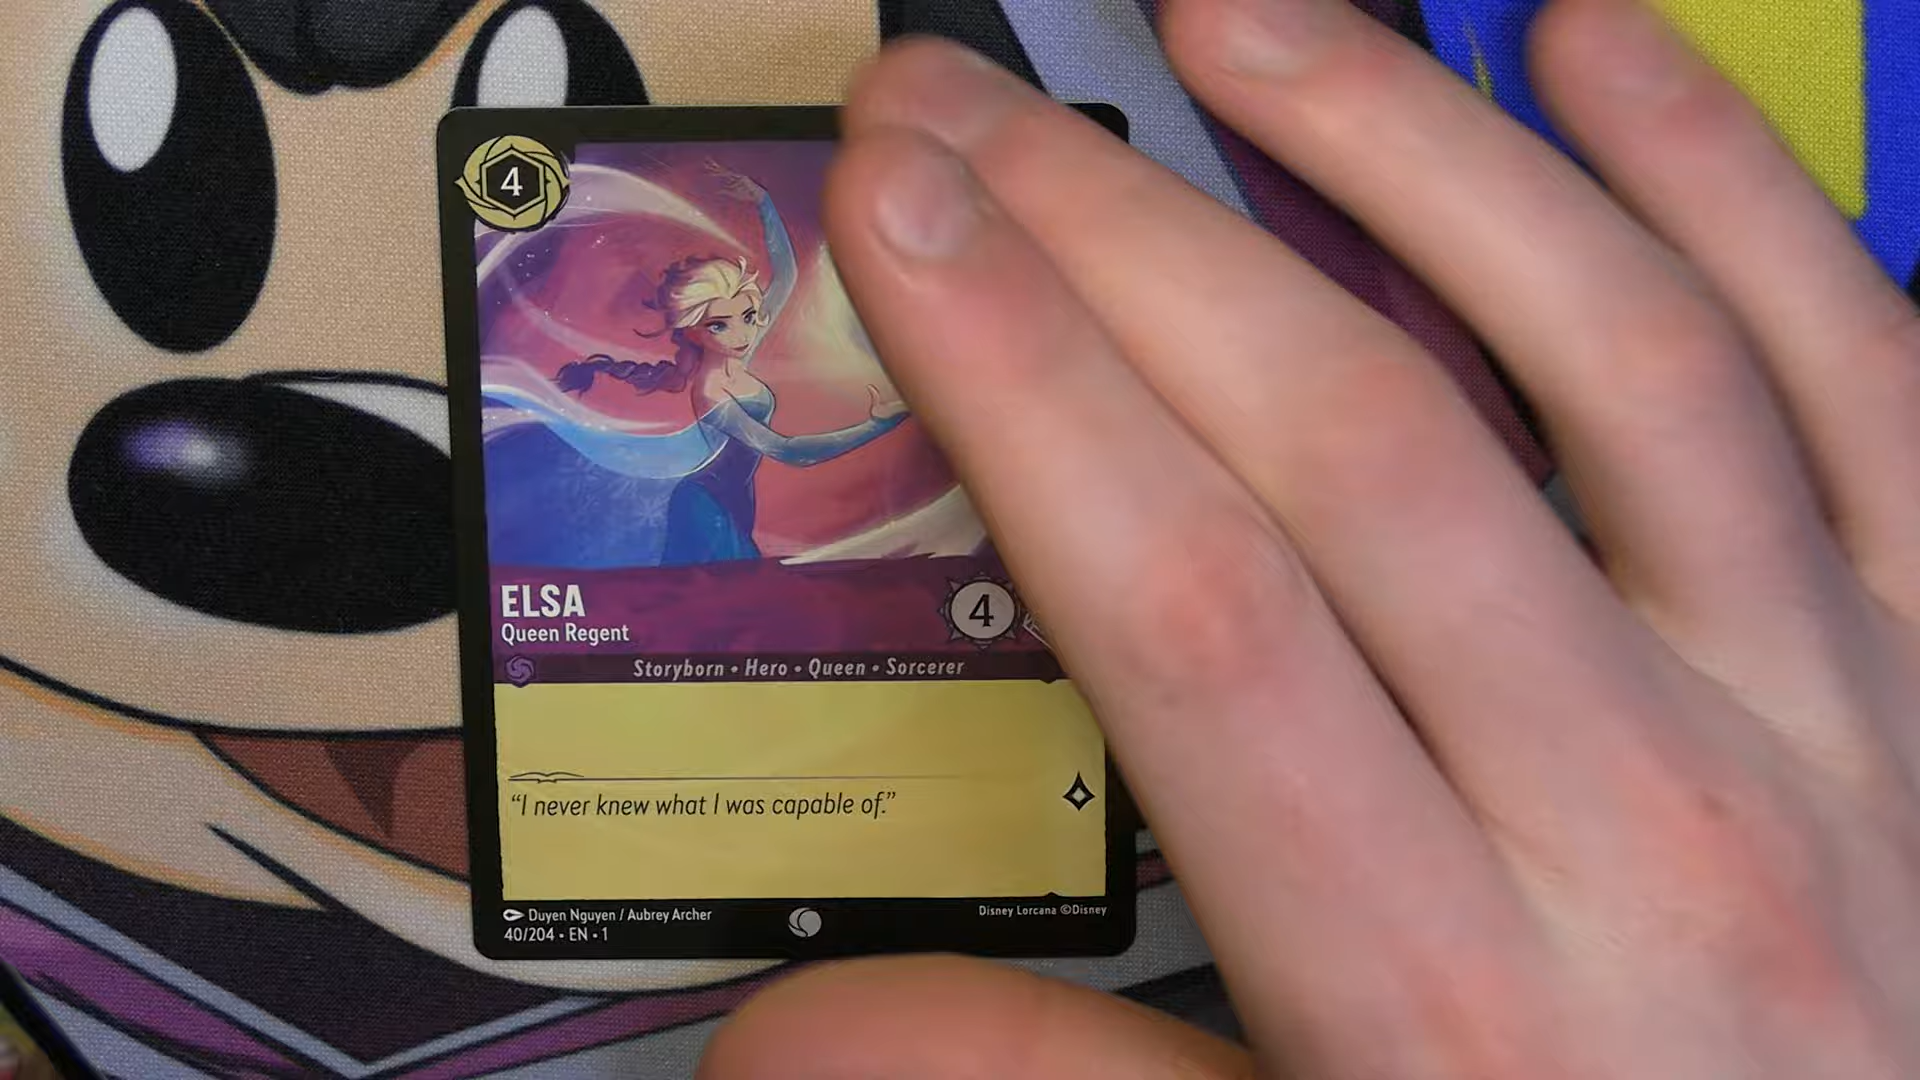 4
ELSA
Queen Regent
4
Storyborn • Hero • Queen • Sorcerer
“I never knew what I was capable of.”
Duyen Nguyen / Aubrey Archer
40/204 • EN • 1
Disney Lorcana ©Disney